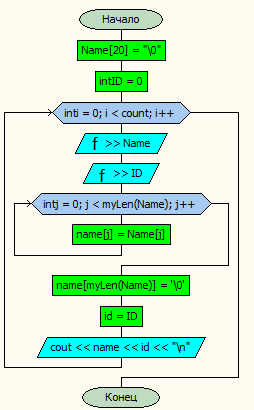 Начало
Name[20] = "\0"
intID = 0
inti = 0; i < count; i++
f >> Name
f >> ID
intj = 0; j < myLen(Name); j++
name[j] = Name[j]
name[myLen(Name)] = '\0'
id = ID
cout << name << id << "\n"
Конец